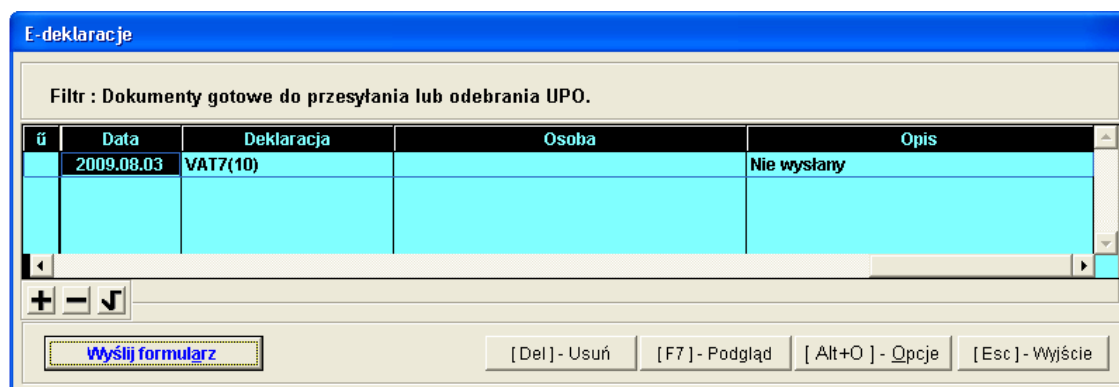 E-deklaracje
Filtr : Dokumenty gotowe do przesyłania lub odebrania UPO.
ű Data Deklaracja Osoba Opis
2009.08.03 VAT7(10) Nie wysłany
Wyślij formularz [ Del ] - Usuń [ F7 ] - Podgląd [ Alt+O ] - Opcje [ Esc ] - Wyjście